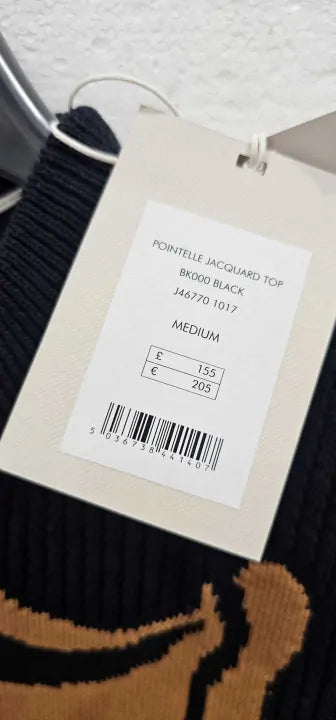 POINTELLE JACQUARD TOP
BK000 BLACK
J46770 1017
MEDIUM
£ 155
€ 205
5 036738 441407